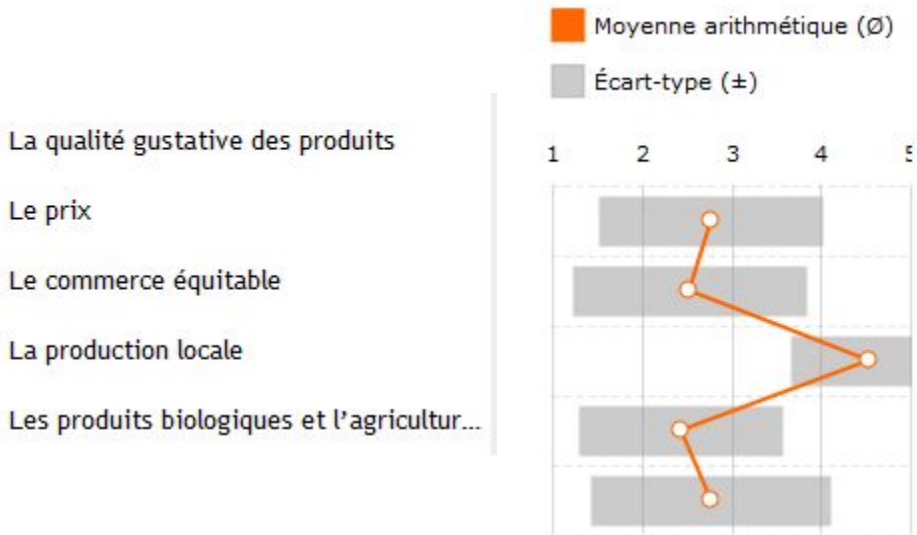 Moyenne arithmétique (Ø)
Écart-type (±)
1 2 3 4 5
La qualité gustative des produits
Le prix
Le commerce équitable
La production locale
Les produits biologiques et l’agricultur...